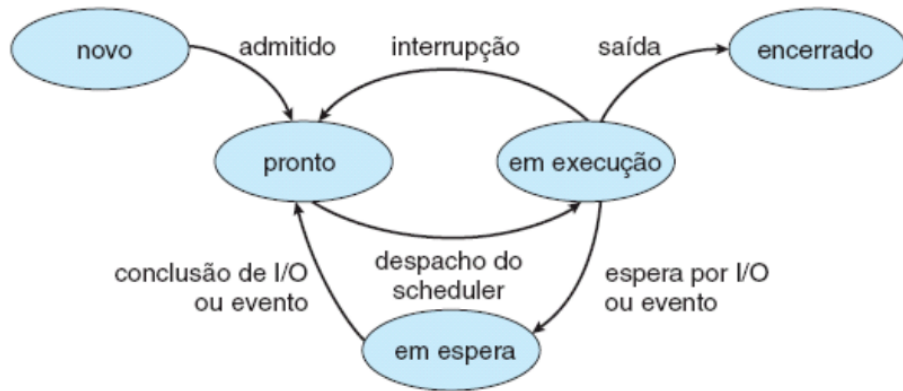 novo
admitido
interrupção
saída
encerrado
pronto
em execução
conclusão de I/O
ou evento
despacho do
scheduler
espera por I/O
ou evento
em espera